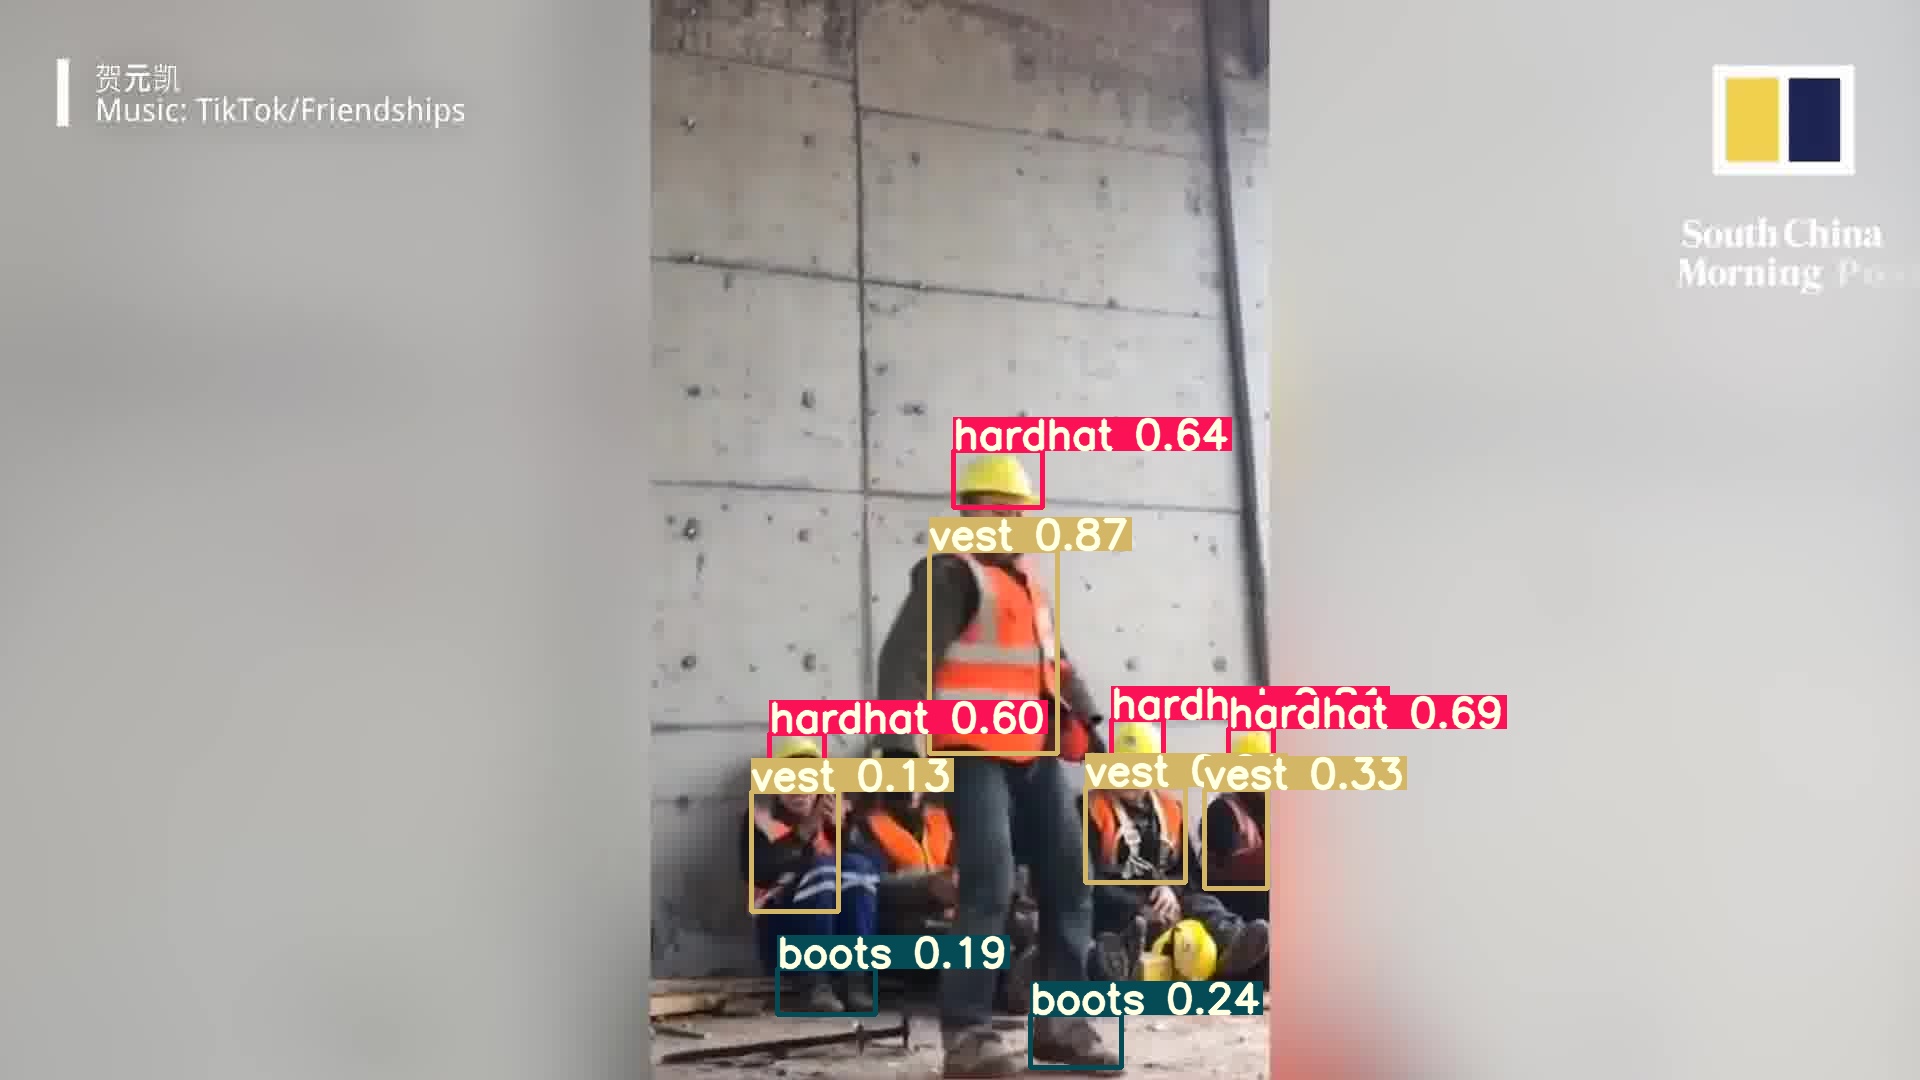 贺元凯
Music: TikTok/Friendships
South China
Morning
hardhat 0.64
vest 0.87
hardhat 0.60
hardhat 0.69
vest 0.13
vest
vest 0.33
boots 0.19
boots 0.24